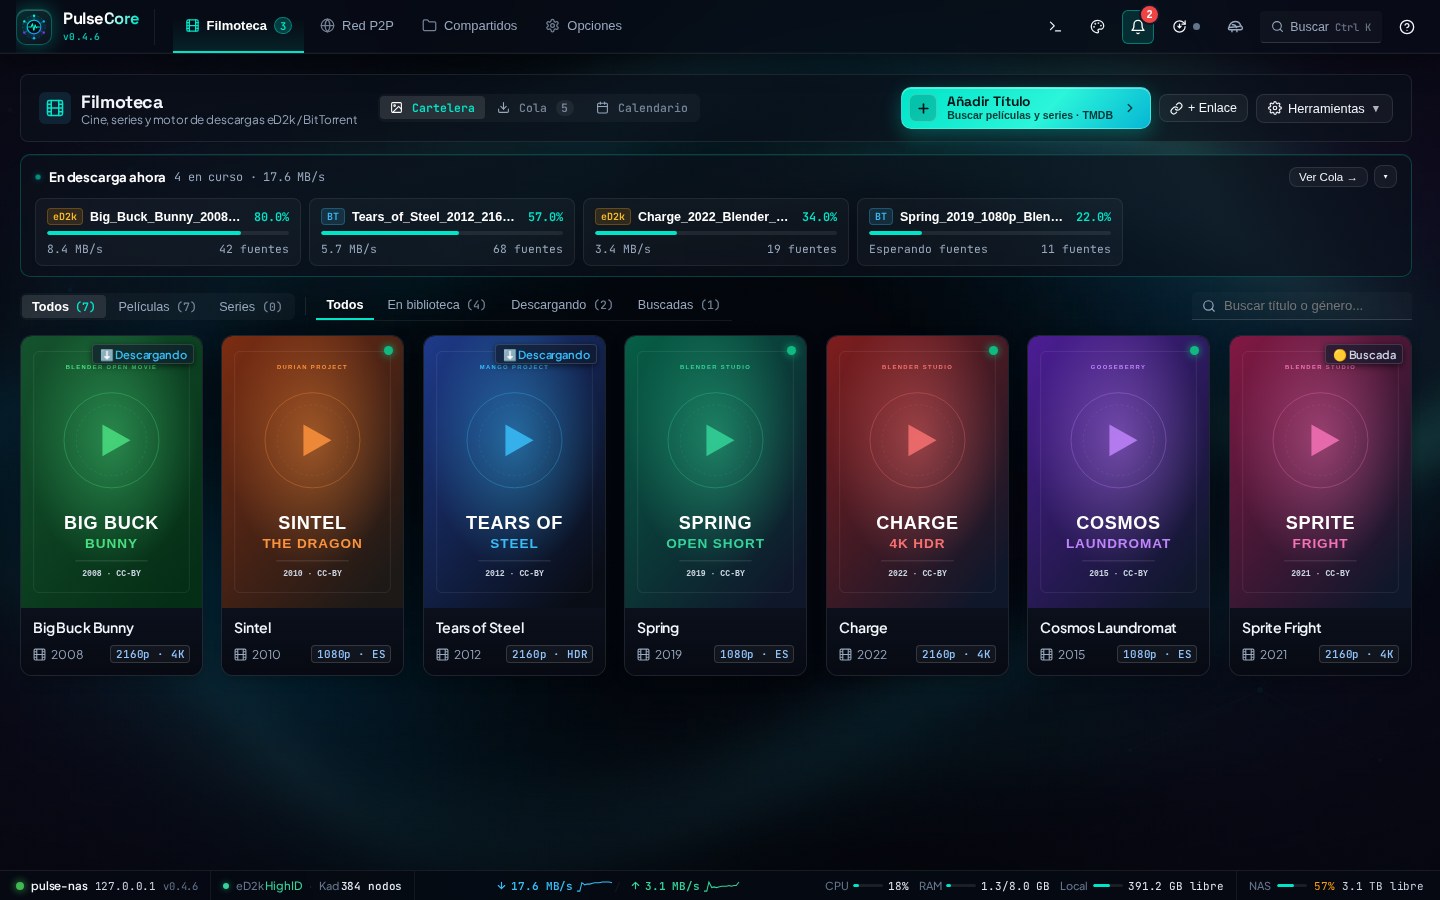 PulseCore
v0.4.6
Filmoteca 3
Red P2P
Compartidos
Opciones
2
Buscar Ctrl K
Filmoteca
Cine, series y motor de descargas eD2k/BitTorrent
Cartelera
Cola 5
Calendario
Añadir Título
Buscar películas y series · TMDB
+ Enlace
Herramientas ▾
En descarga ahora 4 en curso · 17.6 MB/s
Ver Cola →
eD2k Big_Buck_Bunny_2008... 80.0%
8.4 MB/s 42 fuentes
BT Tears_of_Steel_2012_216... 57.0%
5.7 MB/s 68 fuentes
eD2k Charge_2022_Blender_... 34.0%
3.4 MB/s 19 fuentes
BT Spring_2019_1080p_Blen... 22.0%
Esperando fuentes 11 fuentes
Todos (7)
Películas (7)
Series (0)
Todos
En biblioteca (4)
Descargando (2)
Buscadas (1)
Buscar título o género...
Descargando
BLENDER OPEN MOVIE
BIG BUCK
BUNNY
2008 · CC-BY
Big Buck Bunny
2008 2160p · 4K
DURIAN PROJECT
SINTEL
THE DRAGON
2010 · CC-BY
Sintel
2010 1080p · ES
Descargando
MANGO PROJECT
TEARS OF
STEEL
2012 · CC-BY
Tears of Steel
2012 2160p · HDR
BLENDER STUDIO
SPRING
OPEN SHORT
2019 · CC-BY
Spring
2019 1080p · ES
BLENDER STUDIO
CHARGE
4K HDR
2022 · CC-BY
Charge
2022 2160p · 4K
GOOSEBERRY
COSMOS
LAUNDROMAT
2015 · CC-BY
Cosmos Laundromat
2015 1080p · ES
Buscada
BLENDER STUDIO
SPRITE
FRIGHT
2021 · CC-BY
Sprite Fright
2021 2160p · 4K
pulse-nas 127.0.0.1 v0.4.6
eD2k HighID · Kad 384 nodos
↓ 17.6 MB/s / ↑ 3.1 MB/s
CPU 18% RAM 1.3/8.0 GB Local 391.2 GB libre
NAS 57% 3.1 TB libre